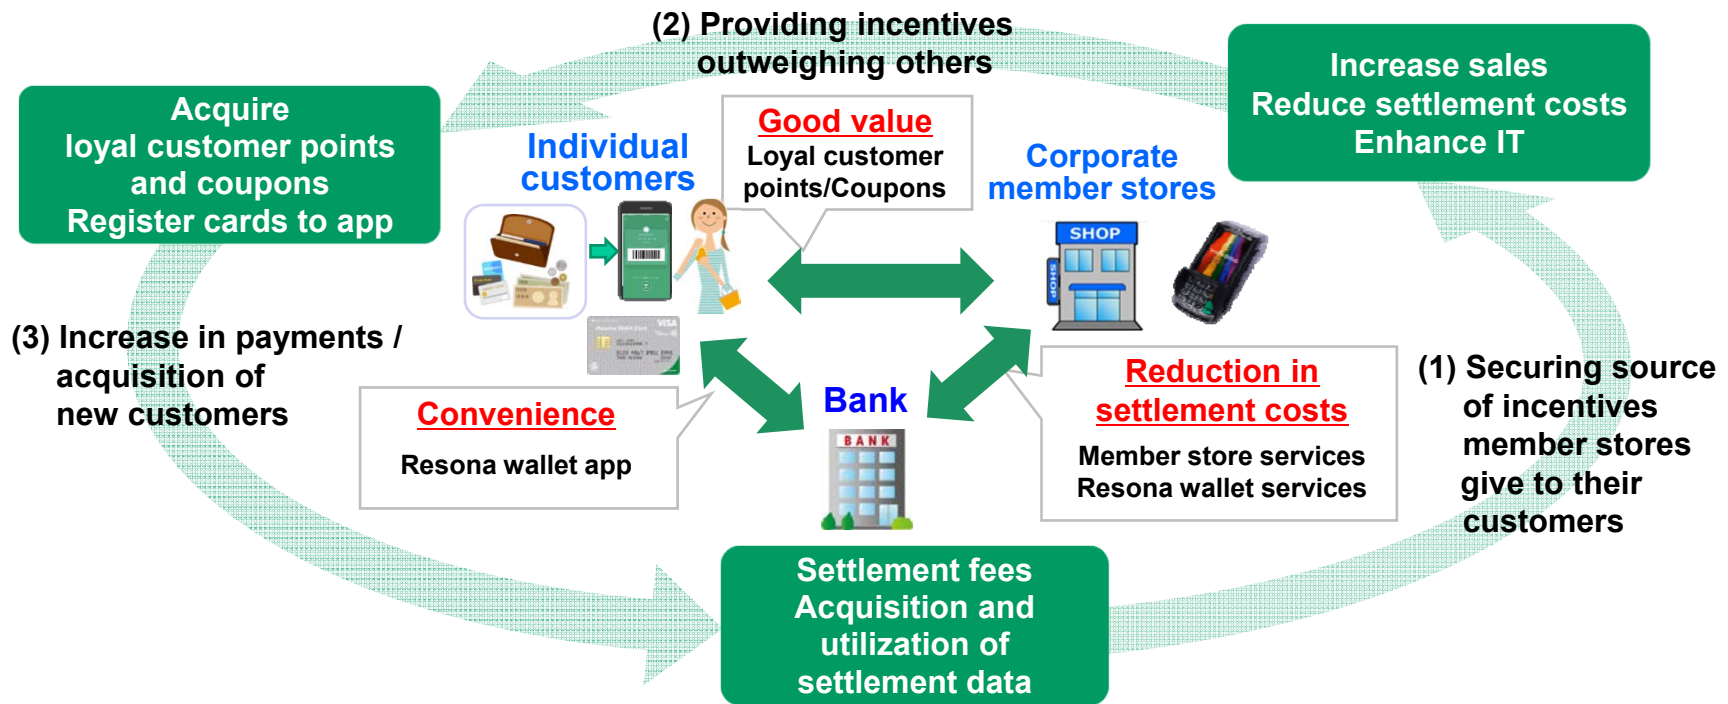 (2) Providing incentives
outweighing others
Increase sales
Reduce settlement costs
Enhance IT
Acquire
loyal customer points
and coupons
Register cards to app
Individual
customers
Good value
Loyal customer
points/Coupons
Corporate
member stores
SHOP
SHOP
VISA
(3) Increase in payments /
acquisition of
new customers
Convenience
Resona wallet app
Bank
BANK
Reduction in
settlement costs
Member store services
Resona wallet services
(1) Securing source
of incentives
member stores
give to their
customers
Settlement fees
Acquisition and
utilization of
settlement data